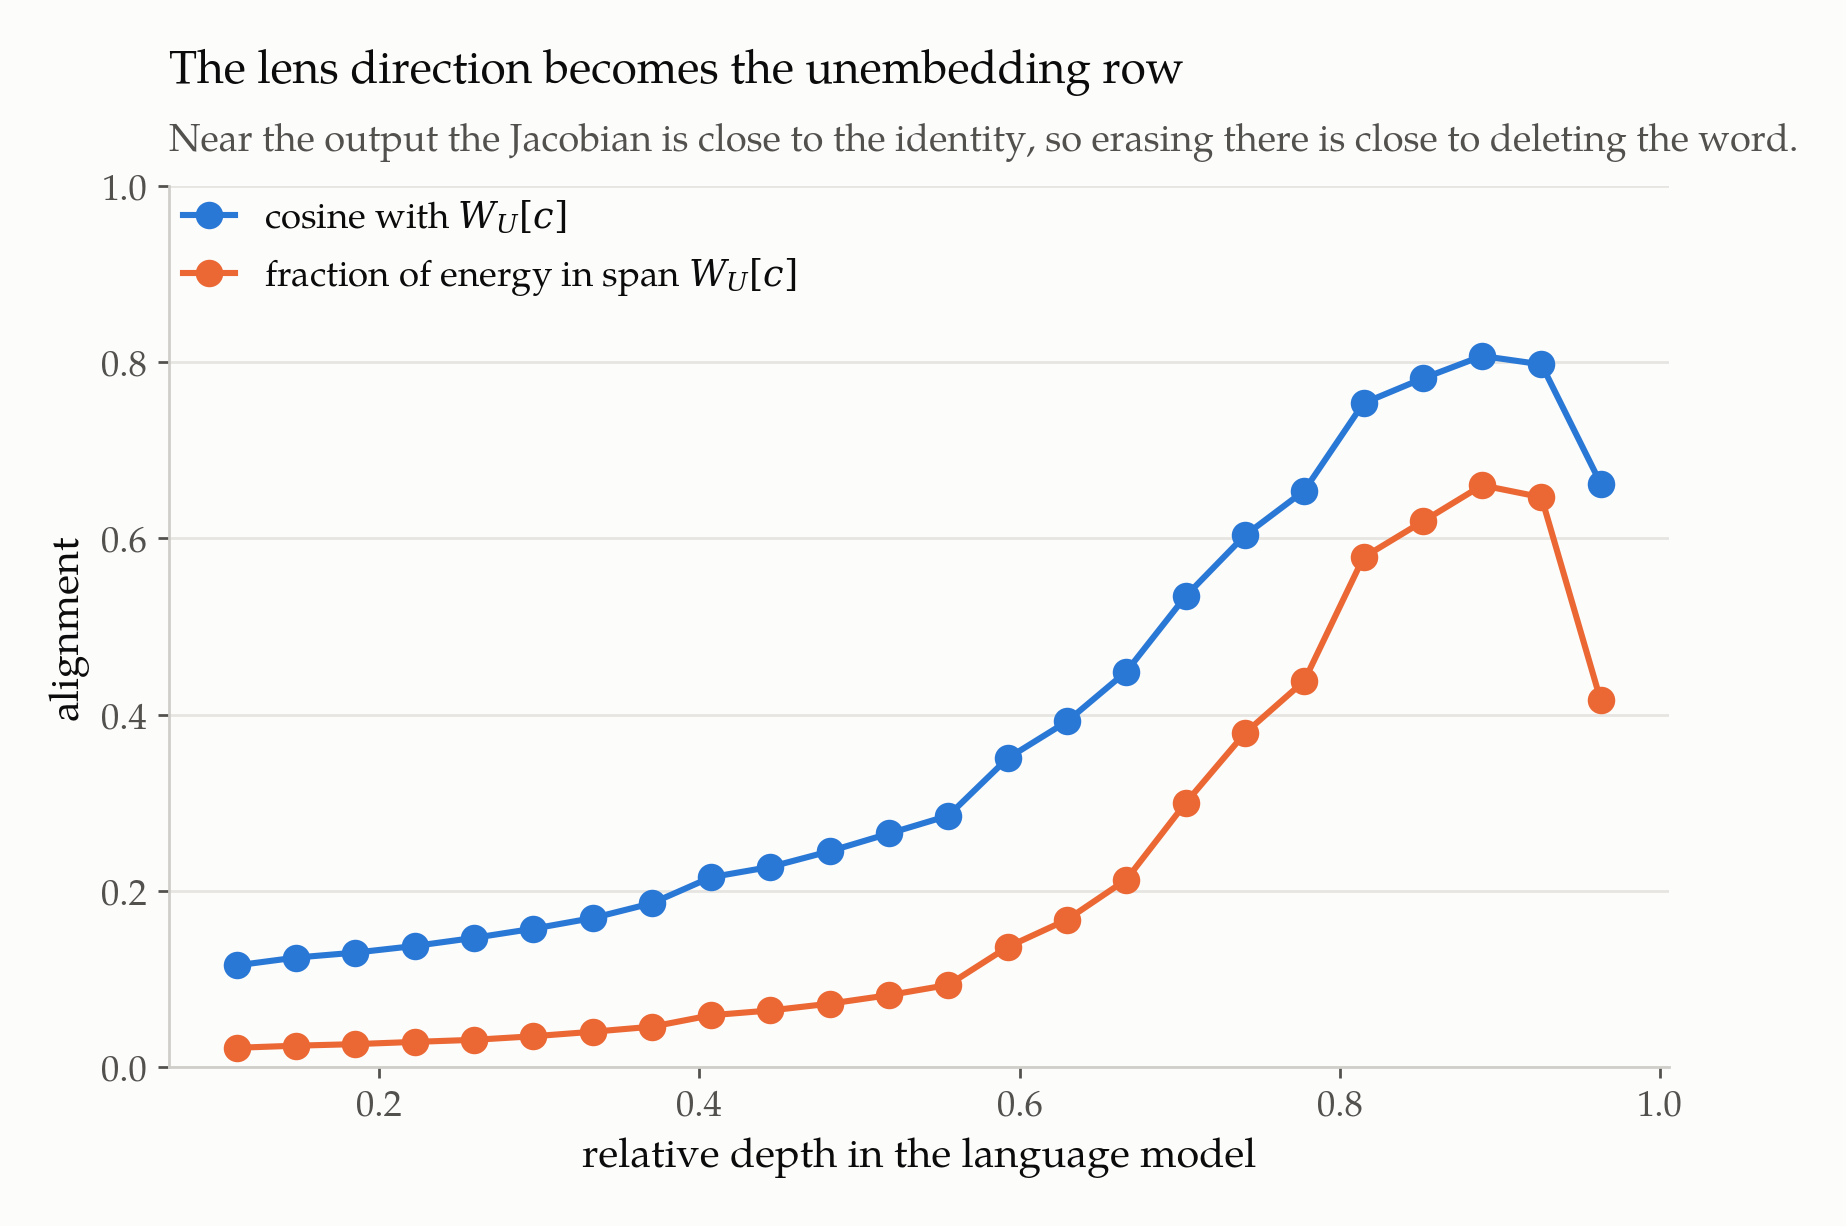 The lens direction becomes the unembedding row
Near the output the Jacobian is close to the identity, so erasing there is close to deleting the word.
1.0
cosine with W_U[c]
fraction of energy in span W_U[c]
0.8
0.6
alignment
0.4
0.2
0.0
0.2 0.4 0.6 0.8 1.0
relative depth in the language model